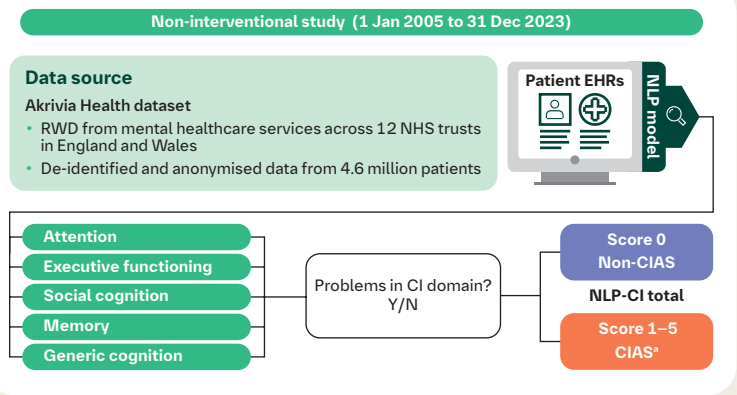 Non-interventional study (1 Jan 2005 to 31 Dec 2023)
Data source
Akrivia Health dataset
• RWD from mental healthcare services across 12 NHS trusts
in England and Wales
• De-identified and anonymised data from 4.6 million patients
Patient EHRs
NLP model
Attention
Executive functioning
Social cognition
Memory
Generic cognition
Problems in CI domain?
Y/N
Score 0
Non-CIAS
NLP-CI total
Score 1–5
CIASª